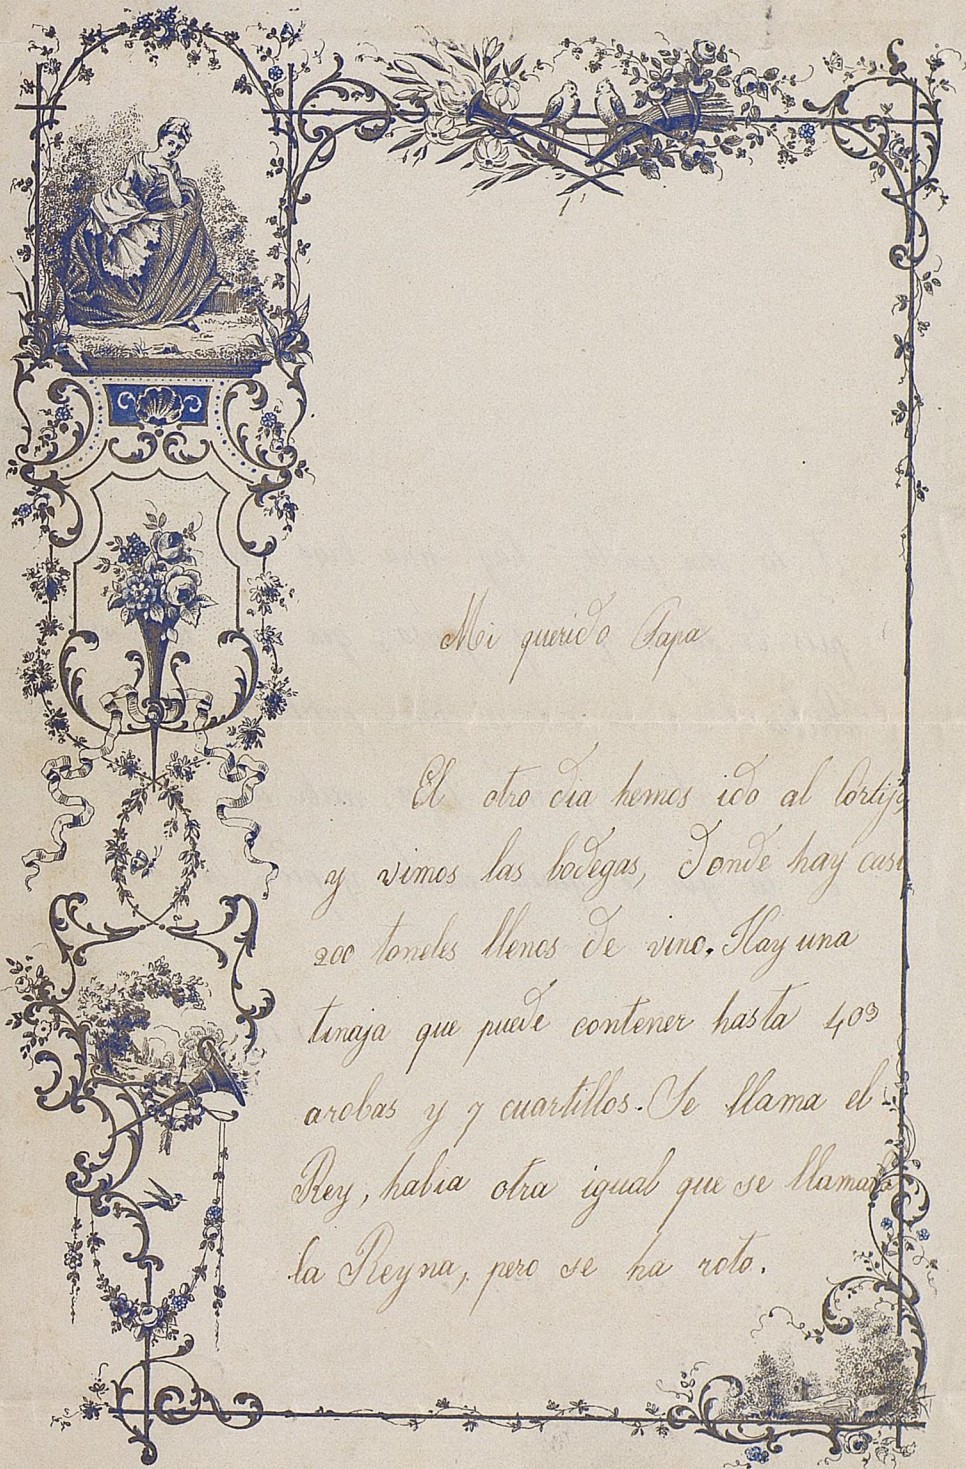 Mi querido Papa
El otro dia hemos ido al Cortijo
y vimos las bodegas, Donde hay casi
200 toneles llenos de vino. Hay una
tinaja que puede contener hasta 403
arobas y 7 cuartillos. Se llama el
Rey, habia otra igual que se llamaba
la Reyna, pero se ha roto.